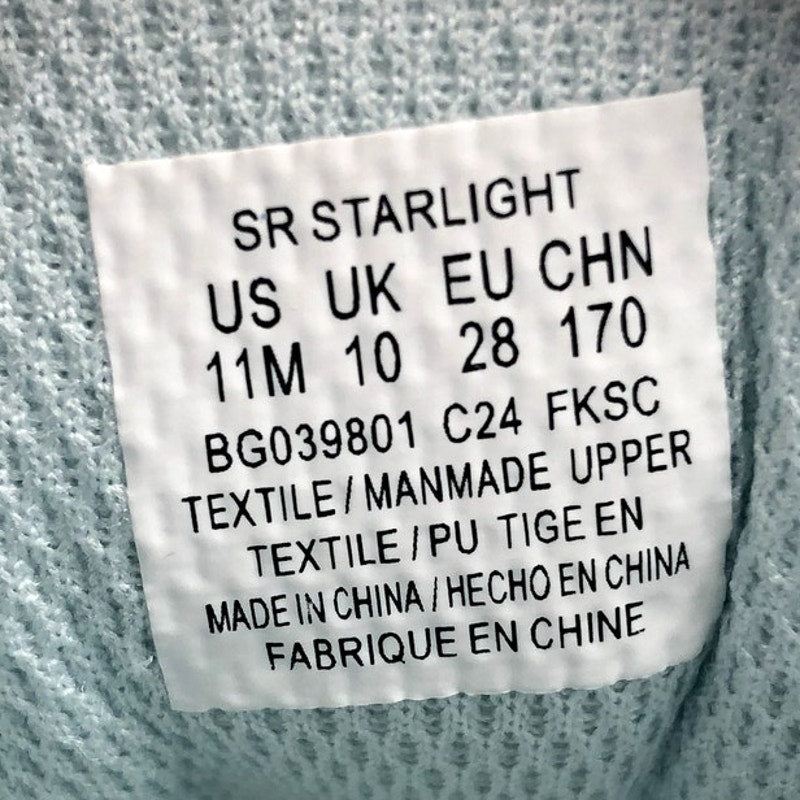 SR STARLIGHT
US UK EU CHN
11M 10 28 170
BG039801 C24 FKSC
TEXTILE / MANMADE UPPER
TEXTILE / PU TIGE EN
MADE IN CHINA / HECHO EN CHINA
FABRIQUE EN CHINE